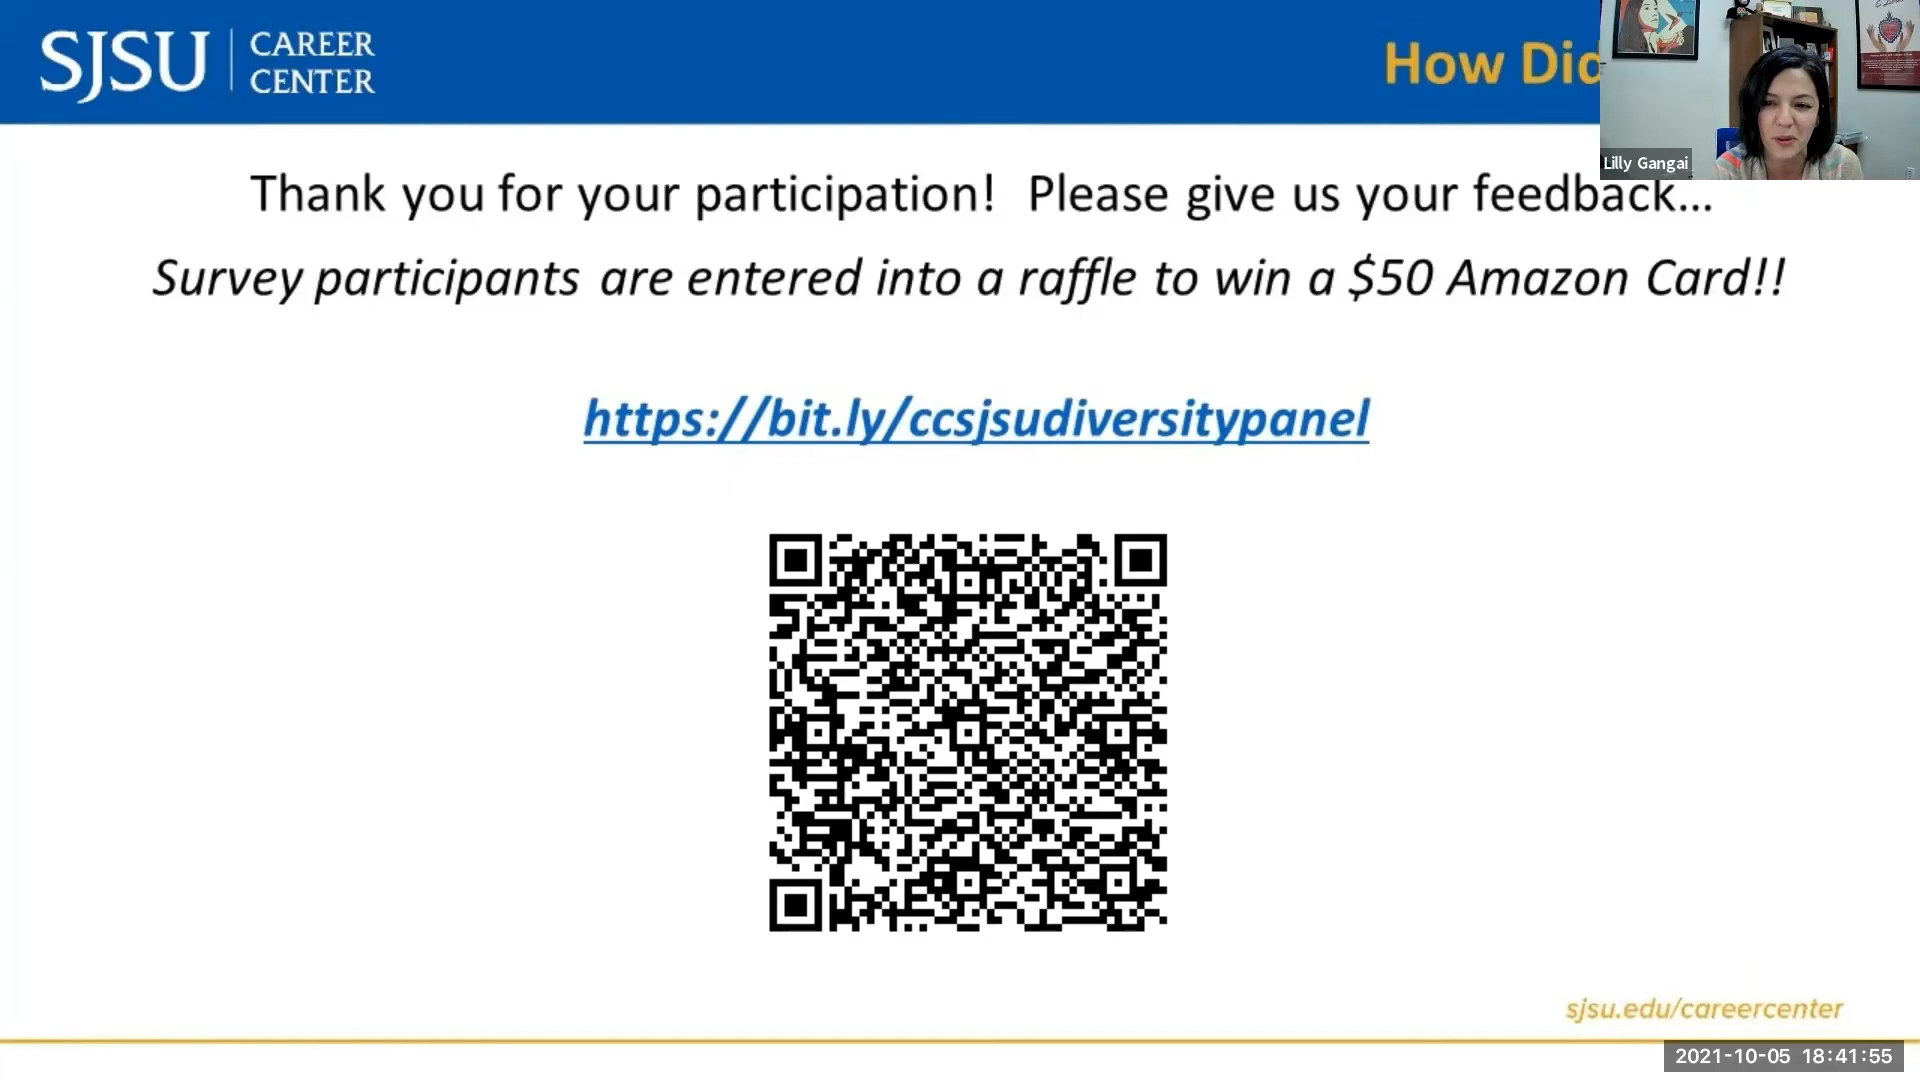 SJSU
CAREER
CENTER
How Did
Lilly Gangai
Thank you for your participation!  Please give us your feedback...
Survey participants are entered into a raffle to win a $50 Amazon Card!!
https://bit.ly/ccsjsudiversitypanel
sjsu.edu/careercenter
2021-10-05 18:41:55